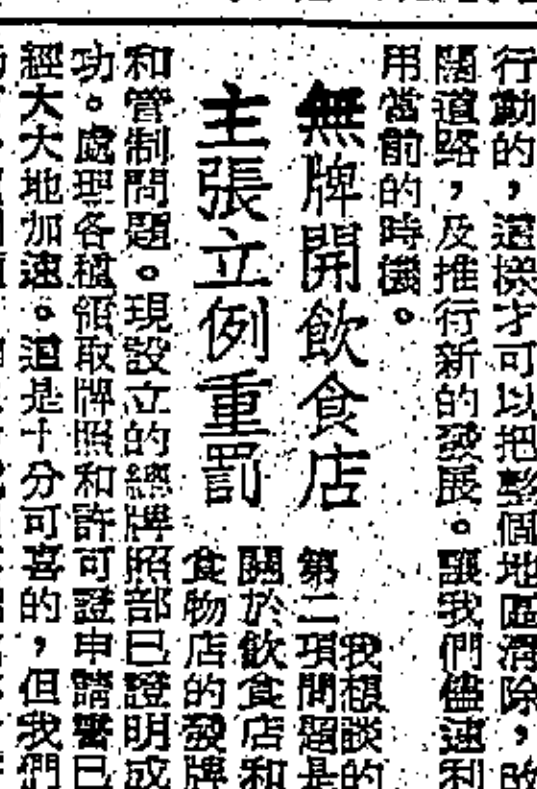 行動的，這樣才可以把整個地區清除，改
闊道路，及推行新的發展。讓我們儘速利
用當前的時機。
無牌開飲食店
主張立例重罰
我想談的
第二項問題是
關於飲食店和
食物店的發牌
和管制問題。現設立的總牌照部已證明成
功。處理各種領取牌照和許可證申請書已
經大大地加速。這是十分可喜的，但我們